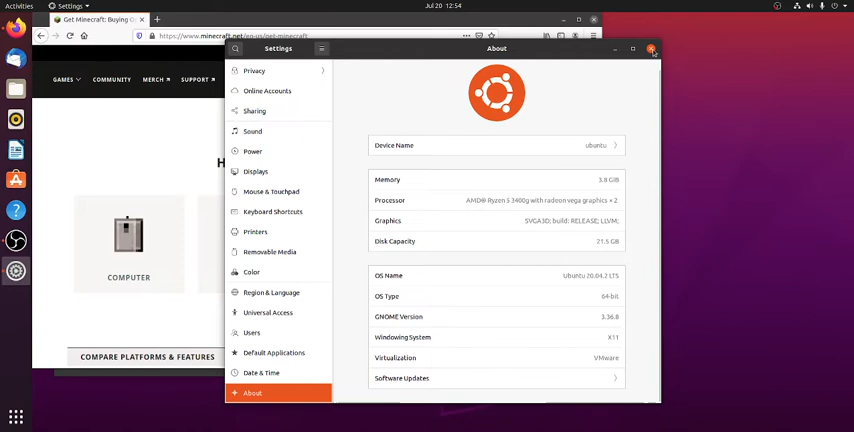 Activities
Settings
Jul 20 12:54
Get Minecraft: Buying Op
https://www.minecraft.net/en-us/get-minecraft
GAMES
COMMUNITY
MERCH
SUPPORT
H
COMPUTER
COMPARE PLATFORMS & FEATURES
Settings
About
Privacy
Online Accounts
Sharing
Sound
Power
Displays
Mouse & Touchpad
Keyboard Shortcuts
Printers
Removable Media
Color
Region & Language
Universal Access
Users
Default Applications
Date & Time
About
Device Name ubuntu
Memory 3.8 GiB
Processor AMD® Ryzen 5 3400g with radeon vega graphics × 2
Graphics SVGA3D; build: RELEASE; LLVM;
Disk Capacity 21.5 GB
OS Name Ubuntu 20.04.2 LTS
OS Type 64-bit
GNOME Version 3.36.8
Windowing System X11
Virtualization VMware
Software Updates